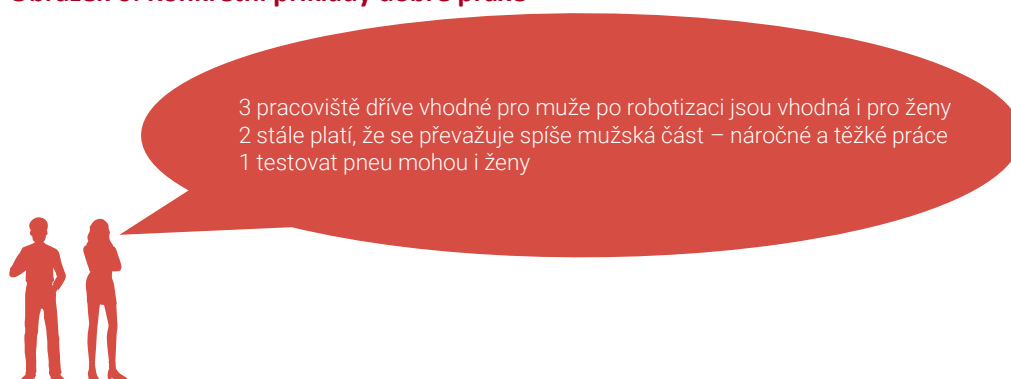 3 pracoviště dříve vhodné pro muže po robotizaci jsou vhodná i pro ženy
2 stále platí, že se převažuje spíše mužská část – náročné a těžké práce
1 testovat pneu mohou i ženy